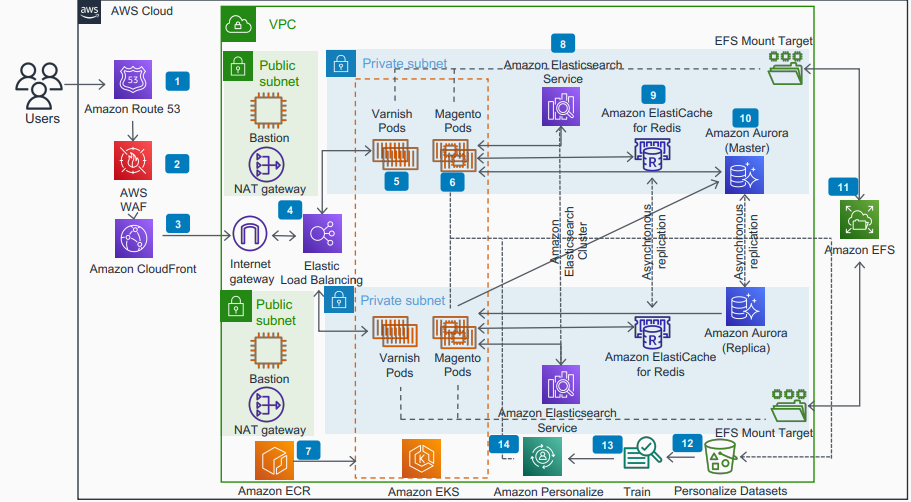 aws
AWS Cloud
VPC
Users
53
1
Amazon Route 53
2
AWS
WAF
3
Amazon CloudFront
Public
subnet
Bastion
NAT gateway
4
Internet
gateway
Elastic
Load Balancing
Private subnet
Varnish
Pods
5
Magento
Pods
6
8
Amazon Elasticsearch
Service
9
Amazon ElastiCache
for Redis
R
EFS Mount Target
10
Amazon Aurora
(Master)
11
Amazon EFS
Amazon
Elasticsearch
Cluster
Asynchronous
replication
Asynchronous
replication
Public
subnet
Bastion
NAT gateway
Private subnet
Varnish
Pods
Magento
Pods
R
Amazon ElastiCache
for Redis
Amazon Aurora
(Replica)
Amazon Elasticsearch
Service
EFS Mount Target
7
Amazon ECR
K
Amazon EKS
14
Amazon Personalize
13
Train
12
Personalize Datasets